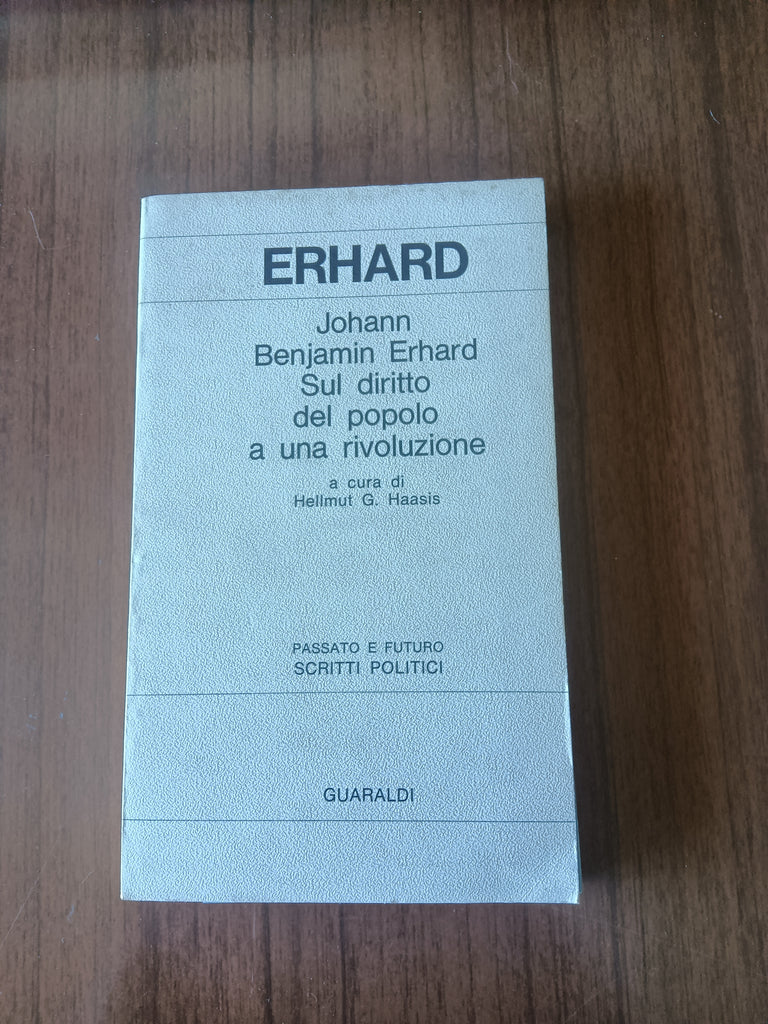 ERHARD
Johann
Benjamin Erhard
Sul diritto
del popolo
a una rivoluzione
a cura di
Hellmut G. Haasis
PASSATO E FUTURO
SCRITTI POLITICI
GUARALDI